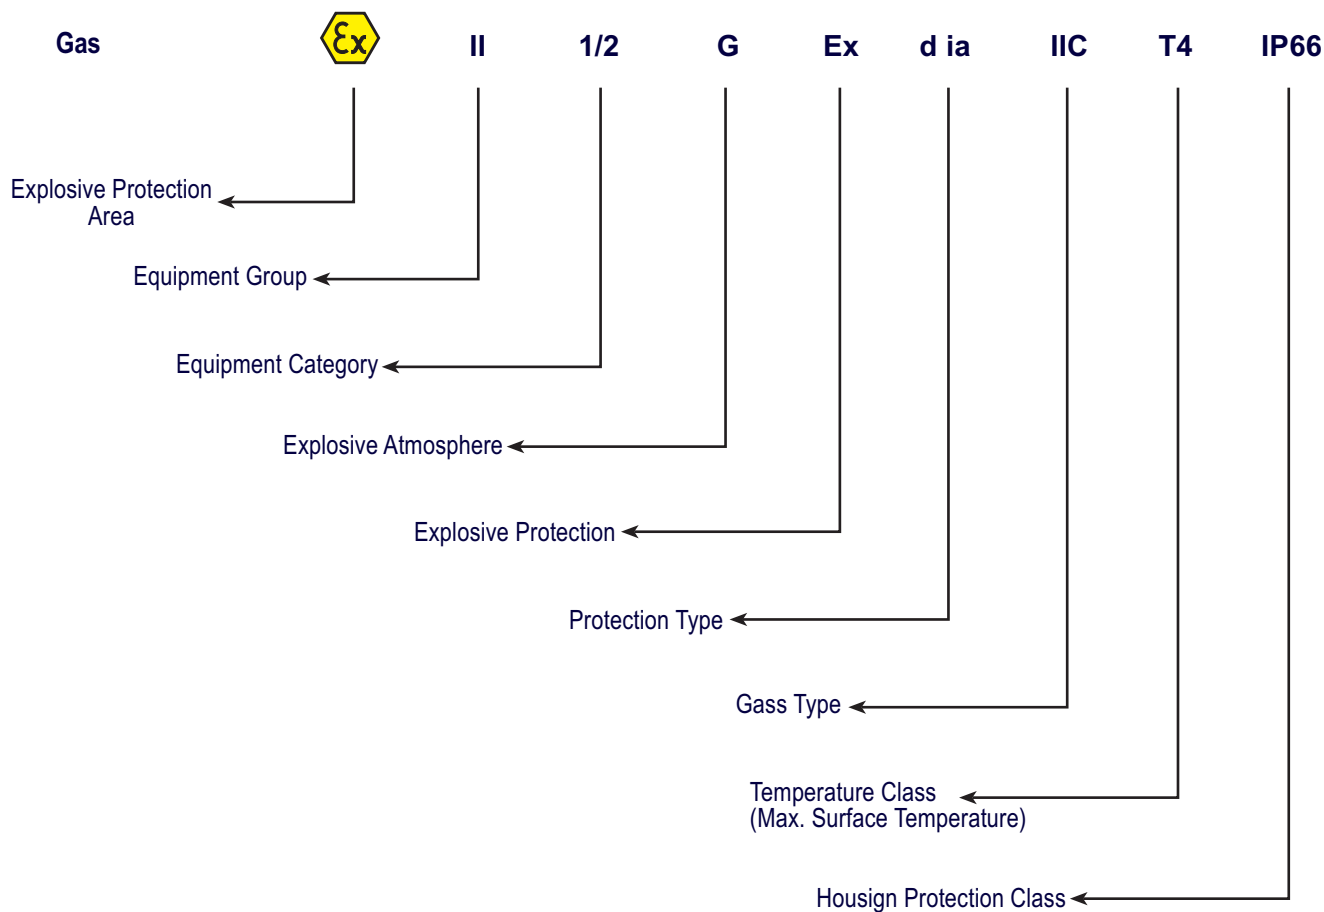 Gas Ex II 1/2 G Ex d ia IIC T4 IP66
Explosive Protection
Area
Equipment Group
Equipment Category
Explosive Atmosphere
Explosive Protection
Protection Type
Gass Type
Temperature Class
(Max. Surface Temperature)
Housign Protection Class